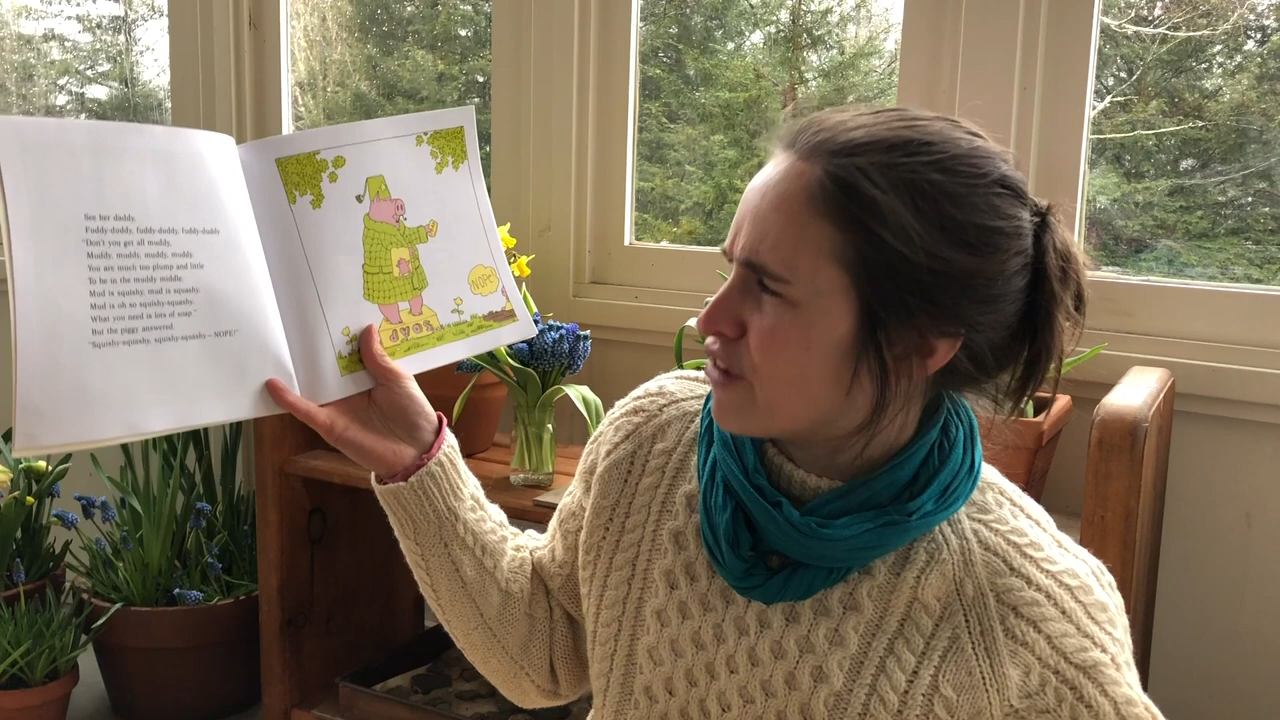 See her daddy,
Fuddy-duddy, fuddy-duddy, fuddy-duddy
"Don't you get all muddy,
Muddy, muddy, muddy, muddy.
You are much too plump and little
To be in the muddy middle.
Mud is squishy, mud is squashy,
Mud is oh so squishy-squashy.
What you need is lots of soap."
But the piggy answered,
"Squishy-squashy, squishy-squashy—NOPE!"
NOPE